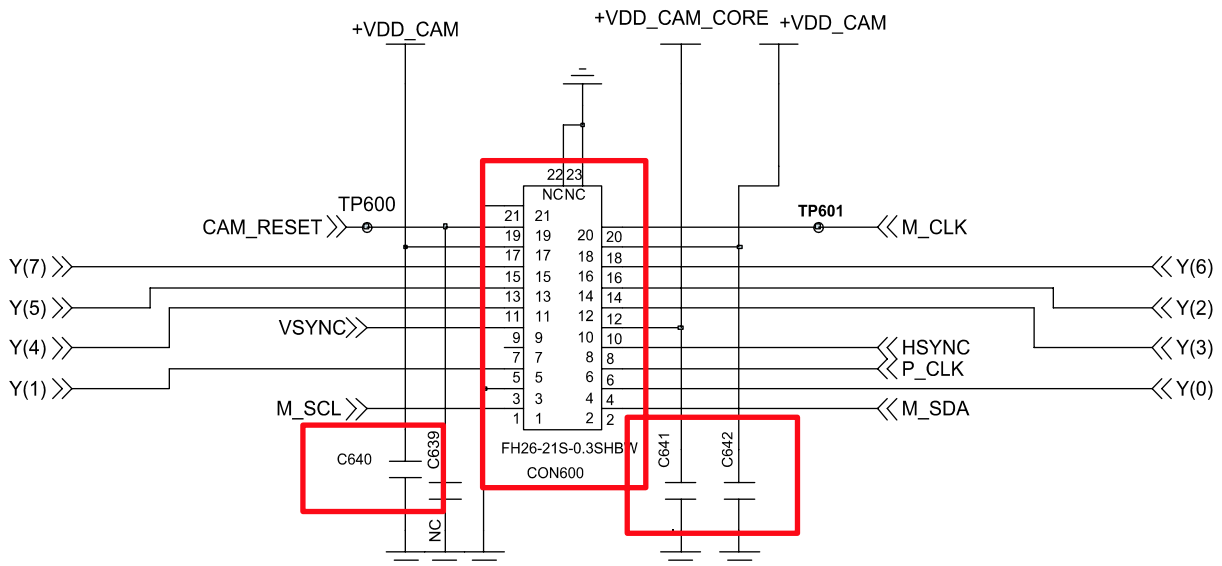 +VDD_CAM
+VDD_CAM_CORE
+VDD_CAM
22 23
NC NC
TP600
TP601
CAM_RESET
M_CLK
21 21
19 19 20 20
17 17 18 18
Y(7)
Y(6)
15 15 16 16
Y(5)
13 13 14 14
Y(2)
11 11 12 12
VSYNC
9 9 10 10
Y(4)
HSYNC
Y(3)
7 7 8 8
P_CLK
5 5 6 6
Y(1)
Y(0)
3 3 4 4
M_SCL
M_SDA
1 1 2 2
C640
C639
NC
FH26-21S-0.3SHBW
CON600
C641
C642